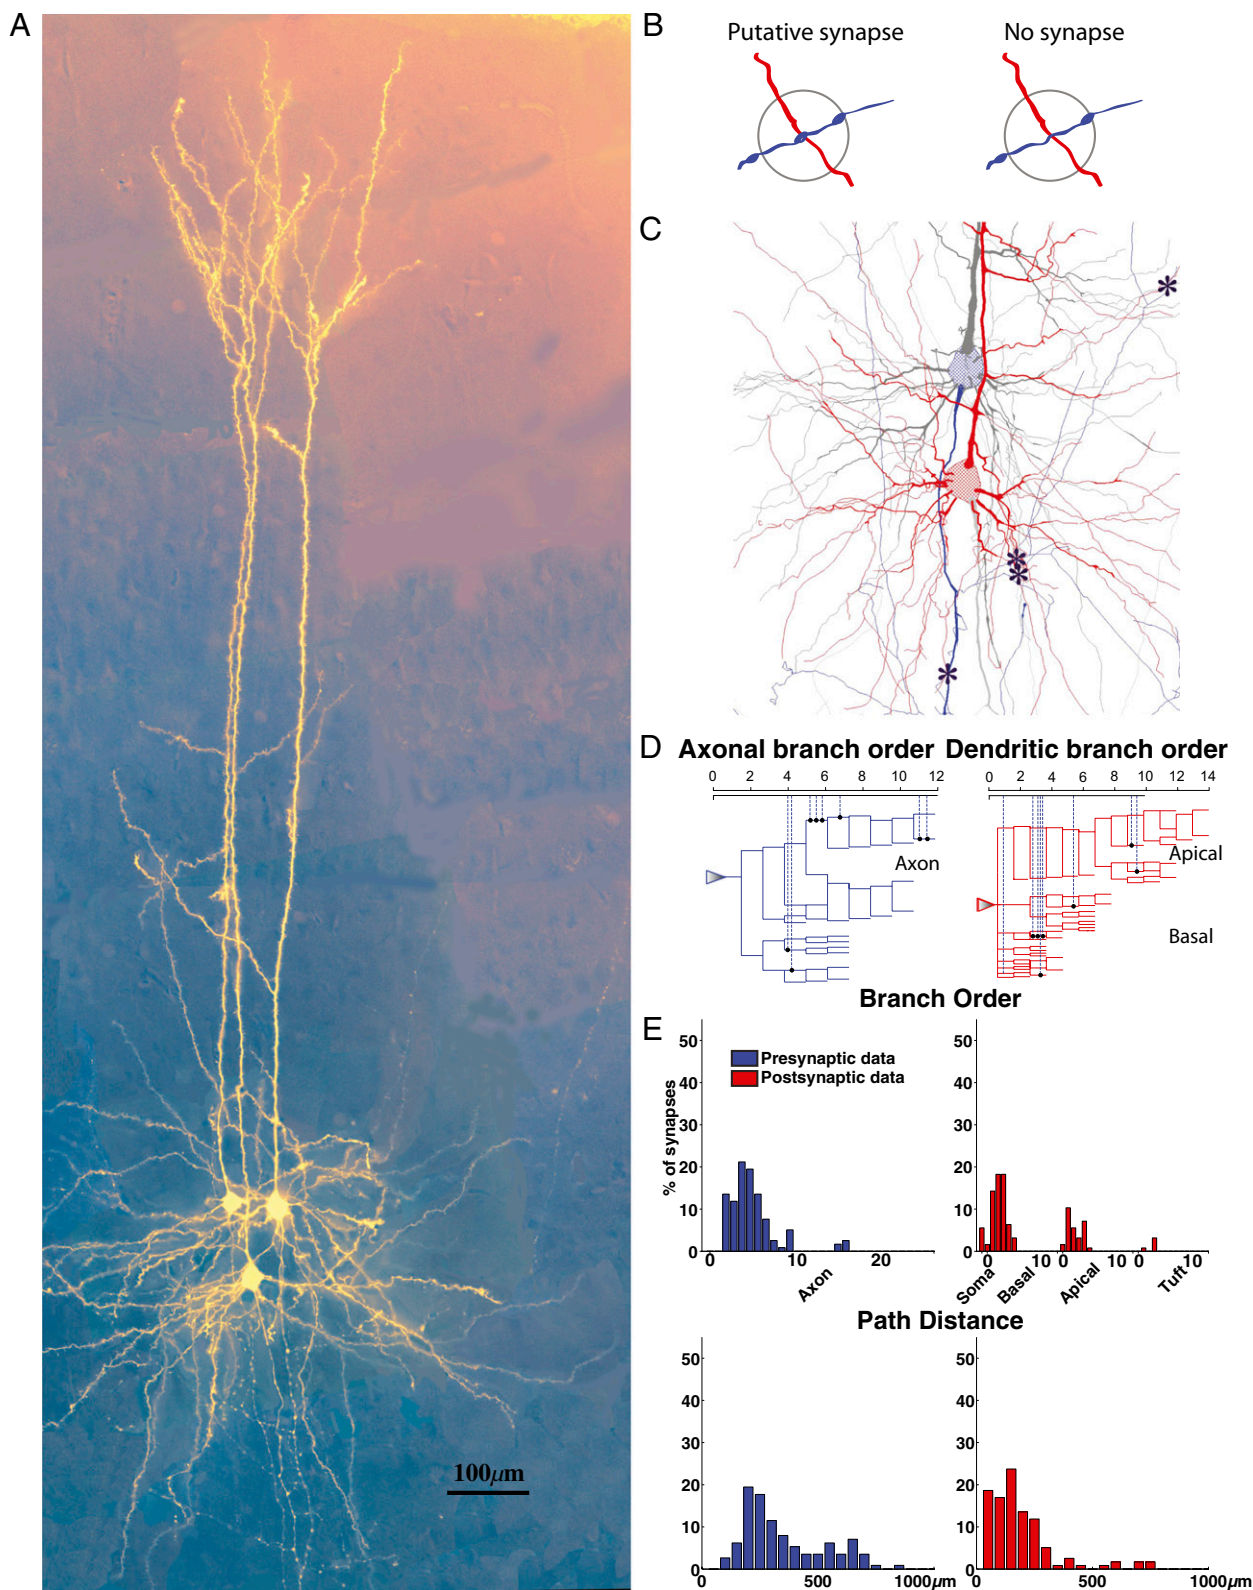 A
100μm
B
Putative synapse
No synapse
C
*
*
*
*
D
Axonal branch order
Dendritic branch order
0 2 4 6 8 10 12
0 2 4 6 8 10 12 14
Axon
Apical
Basal
Branch Order
E
Presynaptic data
Postsynaptic data
% of synapses
50
40
30
20
10
0
0 10 20
Axon
50
40
30
20
10
0
0 10 0 10 0 10
Soma
Basal
Apical
Tuft
Path Distance
50
40
30
20
10
0
0 500 1000μm
50
40
30
20
10
0
0 500 1000μm